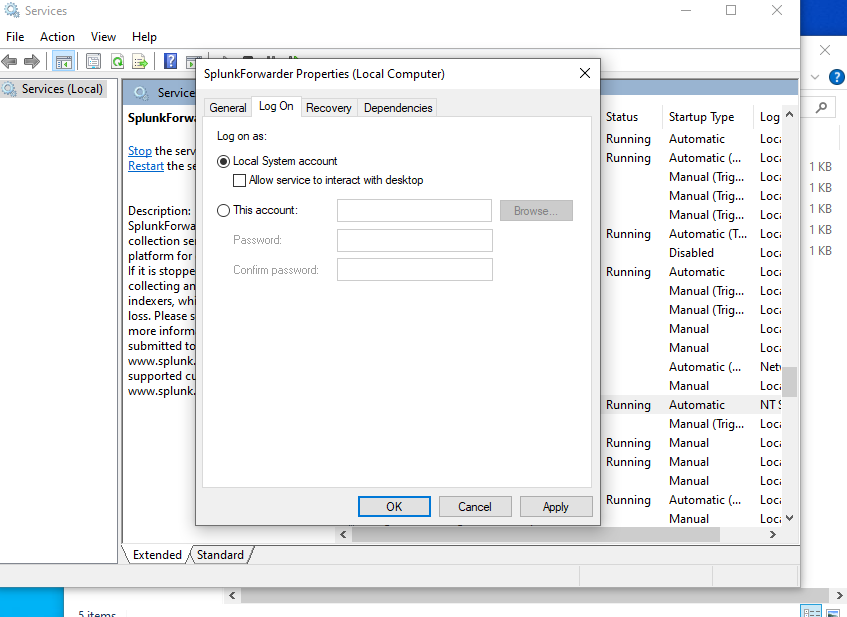 Services
File Action View Help
Services (Local)
SplunkForwarder Properties (Local Computer)
General Log On Recovery Dependencies
Log on as:
Local System account
Allow service to interact with desktop
This account:
Browse...
Password:
Confirm password:
OK Cancel Apply
Service
SplunkForw
Stop the serv
Restart the se
Description:
SplunkForwa
collection se
platform for
If it is stoppe
collecting an
indexers, whi
loss. Please s
more inform
submitted to
www.splunk.
supported cu
www.splunk.
Status Startup Type Log
Running Automatic Loca
Running Automatic (... Loca
Manual (Trig... Loca
Manual (Trig... Loca
Manual (Trig... Loca
Running Automatic (T... Loca
Disabled Loca
Running Automatic Loca
Manual (Trig... Loca
Manual (Trig... Loca
Manual Loca
Manual Loca
Automatic (... Netw
Manual Loca
Running Automatic NT S
Manual (Trig... Loca
Running Manual Loca
Running Manual Loca
Manual Loca
Running Automatic (... Loca
Manual Loca
Extended Standard
1 KB
1 KB
1 KB
1 KB
1 KB
5 items